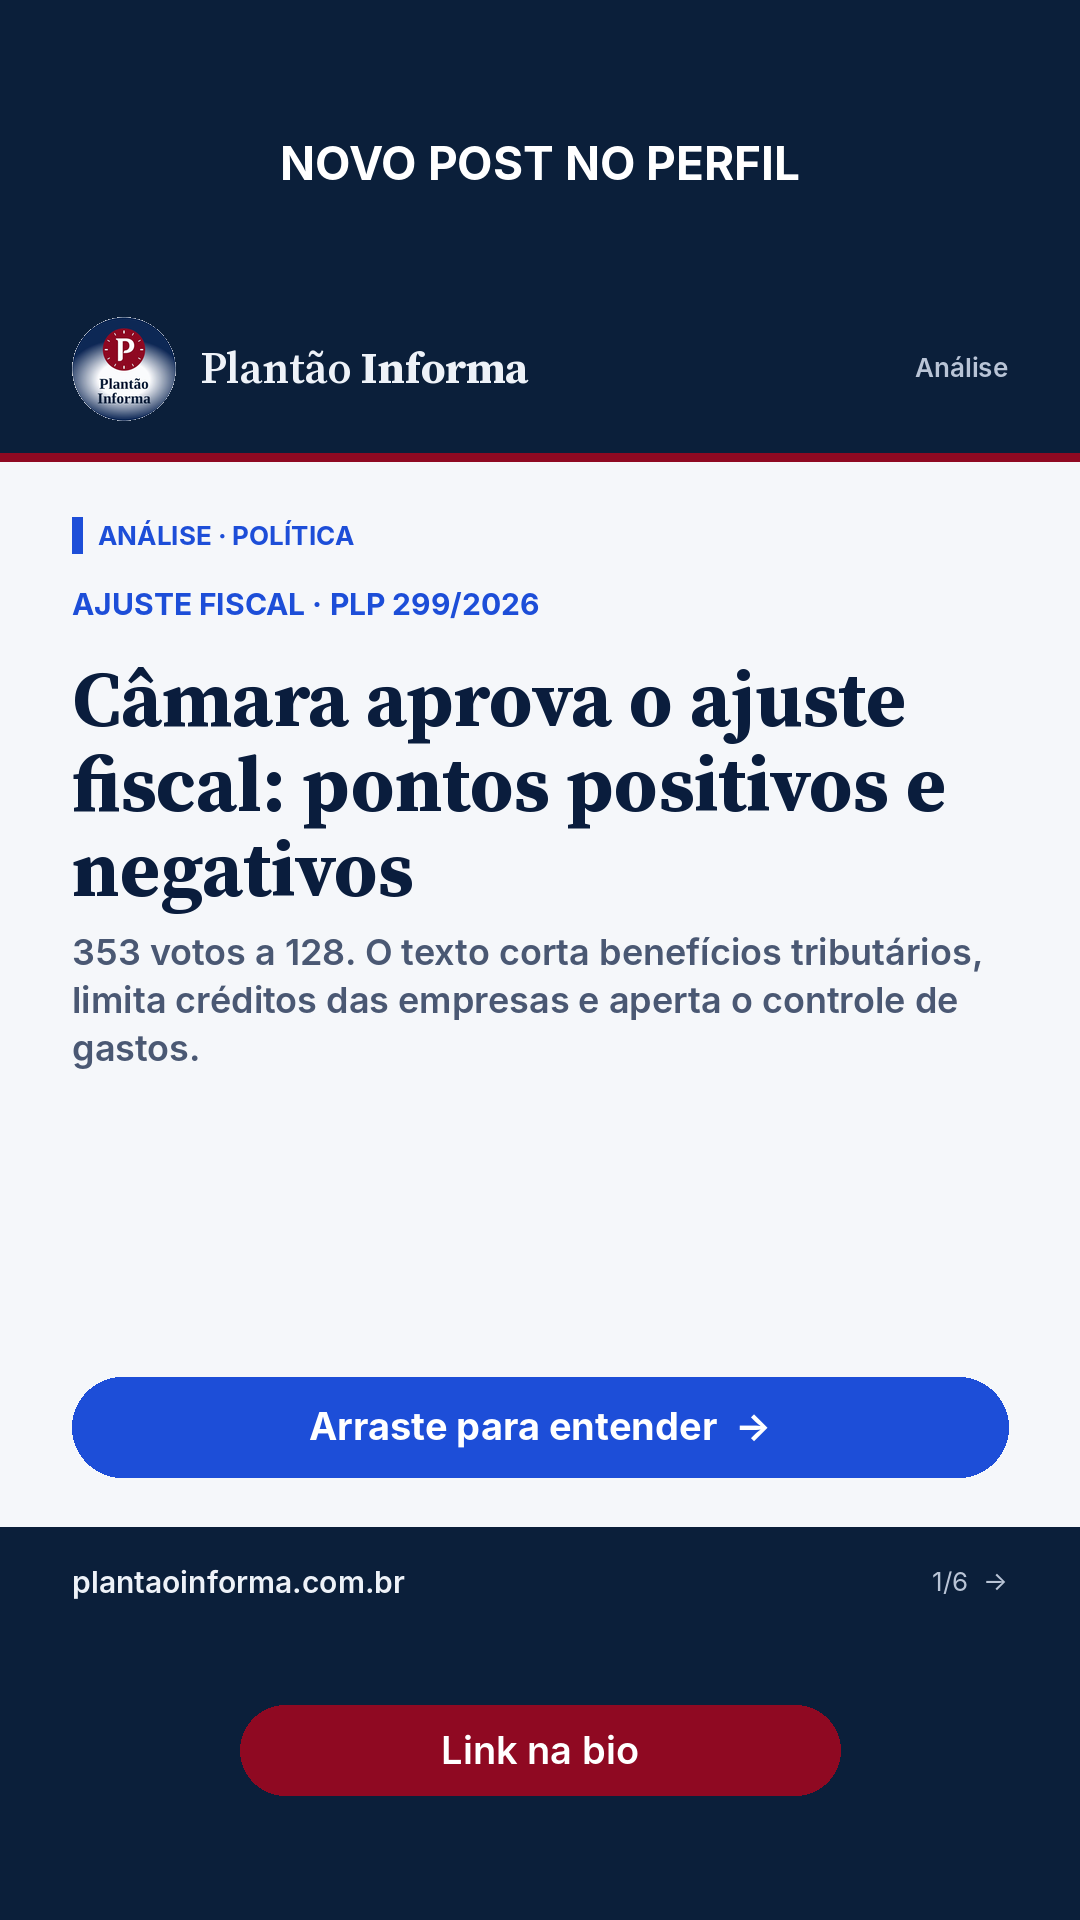 NOVO POST NO PERFIL
P
Plantão
Informa
Plantão Informa
Análise
ANÁLISE · POLÍTICA
AJUSTE FISCAL · PLP 299/2026
Câmara aprova o ajuste
fiscal: pontos positivos e
negativos
353 votos a 128. O texto corta benefícios tributários,
limita créditos das empresas e aperta o controle de
gastos.
Arraste para entender →
plantaoinforma.com.br
1/6 →
Link na bio